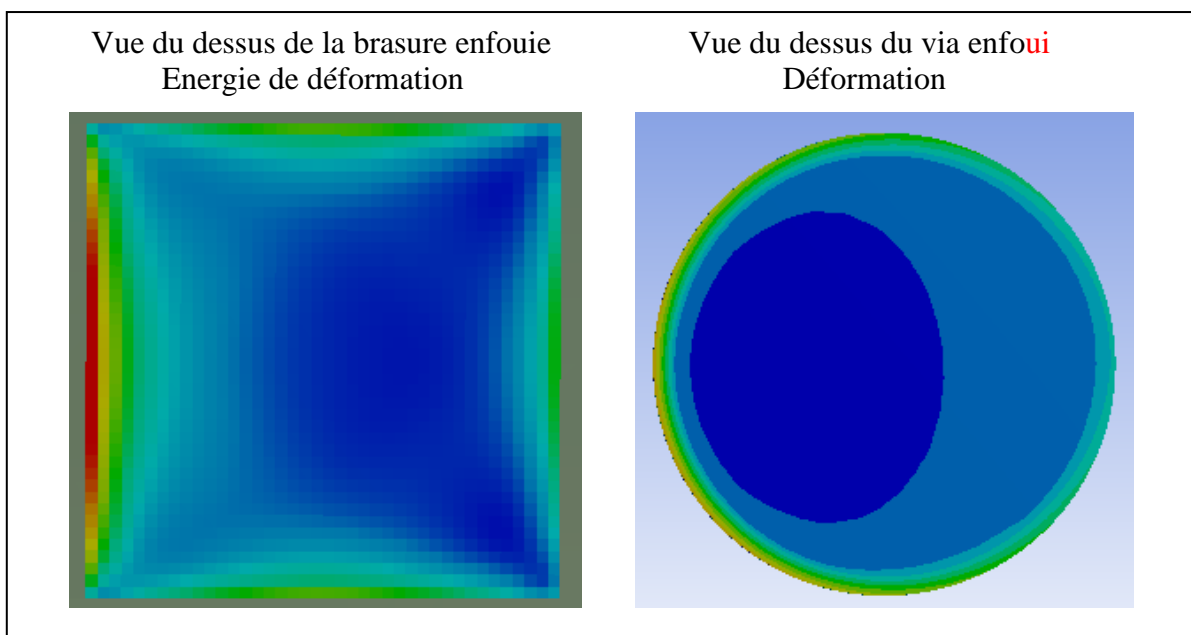 Vue du dessus de la brasure enfouie
Energie de déformation
Vue du dessus du via enfoui
Déformation